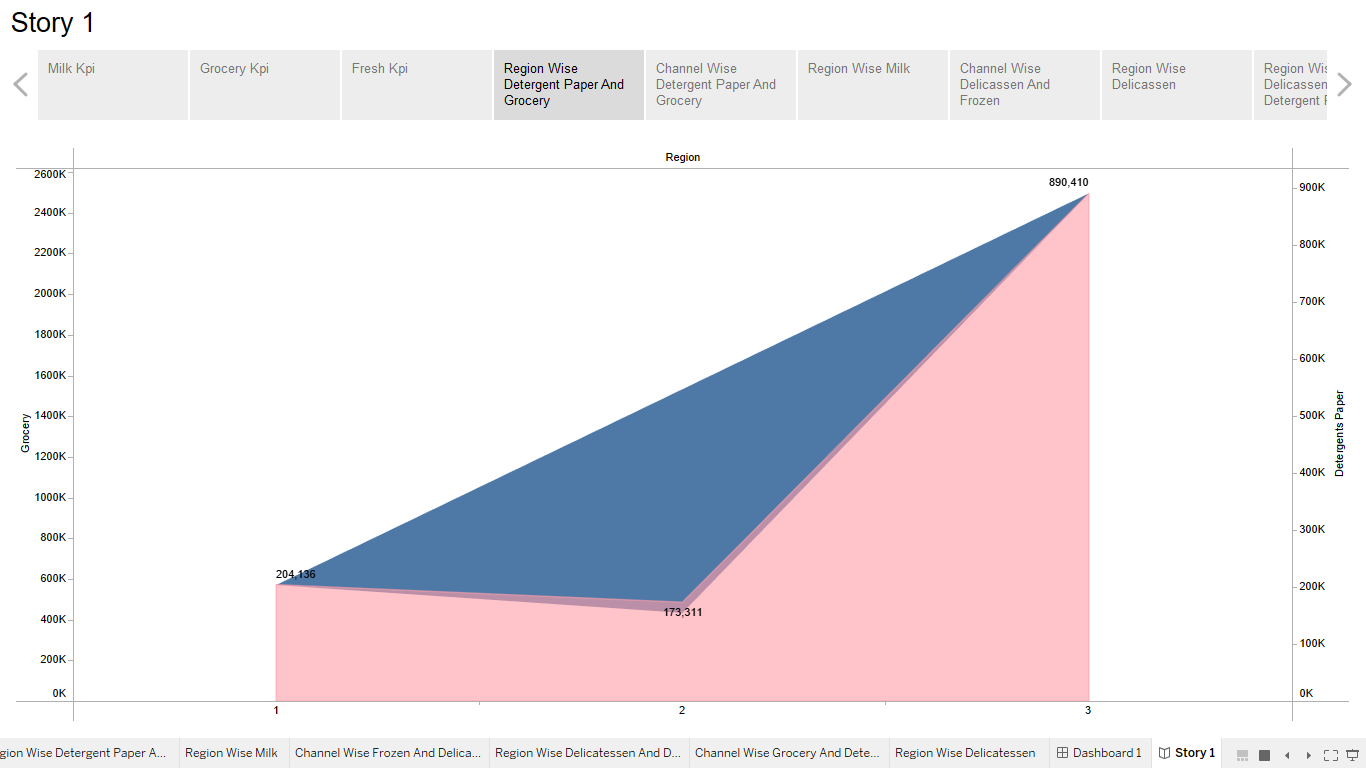 Story 1
Milk Kpi
Grocery Kpi
Fresh Kpi
Region Wise
Detergent Paper And
Grocery
Channel Wise
Detergent Paper And
Grocery
Region Wise Milk
Channel Wise
Delicassen And
Frozen
Region Wise
Delicassen
Region Wis
Delicassen
Detergent P
Region
2600K
2400K
2200K
2000K
1800K
1600K
1400K
1200K
1000K
800K
600K
400K
200K
0K
Grocery
204,136
173,311
890,410
900K
800K
700K
600K
500K
400K
300K
200K
100K
0K
Detergents Paper
1
2
3
gion Wise Detergent Paper A...
Region Wise Milk
Channel Wise Frozen And Delica...
Region Wise Delicatessen And D...
Channel Wise Grocery And Dete...
Region Wise Delicatessen
Dashboard 1
Story 1